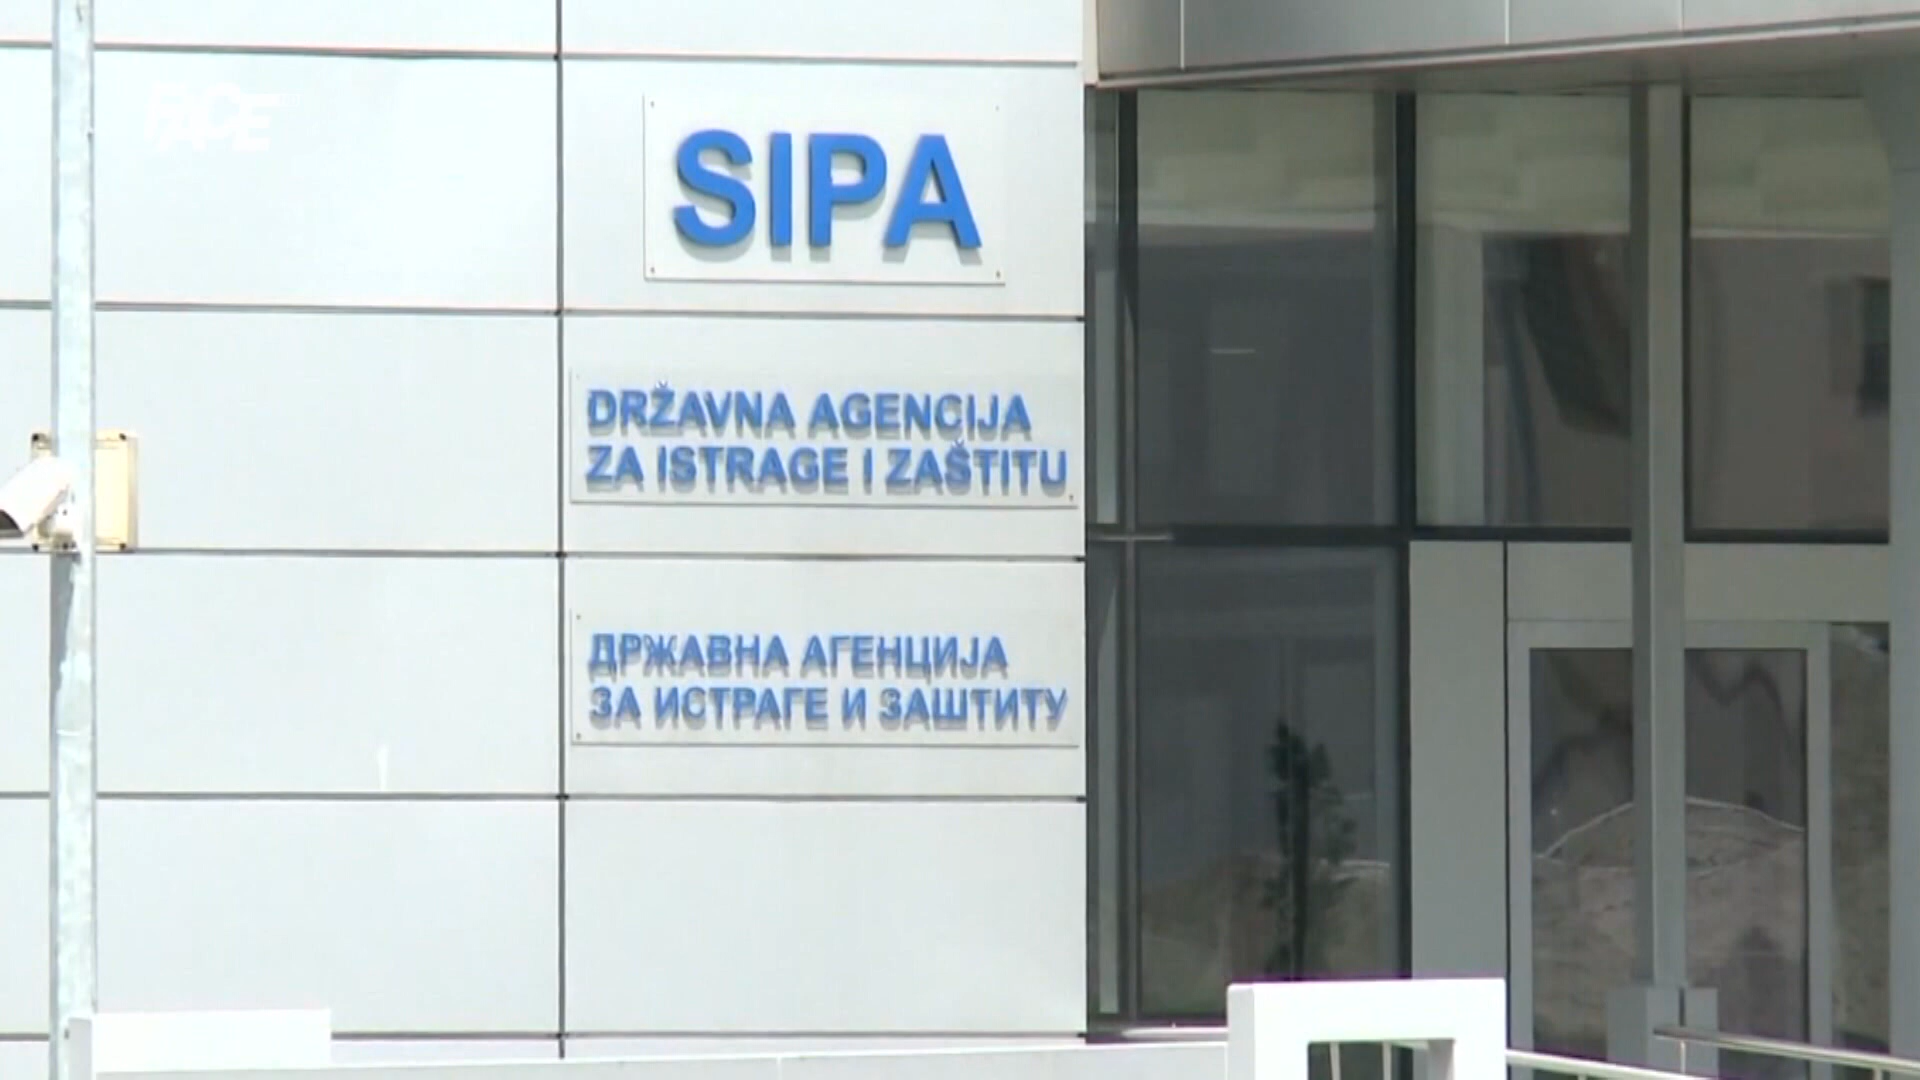 FACE
SIPA
DRŽAVNA AGENCIJA
ZA ISTRAGE I ZAŠTITU
ДРЖАВНА АГЕНЦИЈА
ЗА ИСТРАГЕ И ЗАШТИТУ